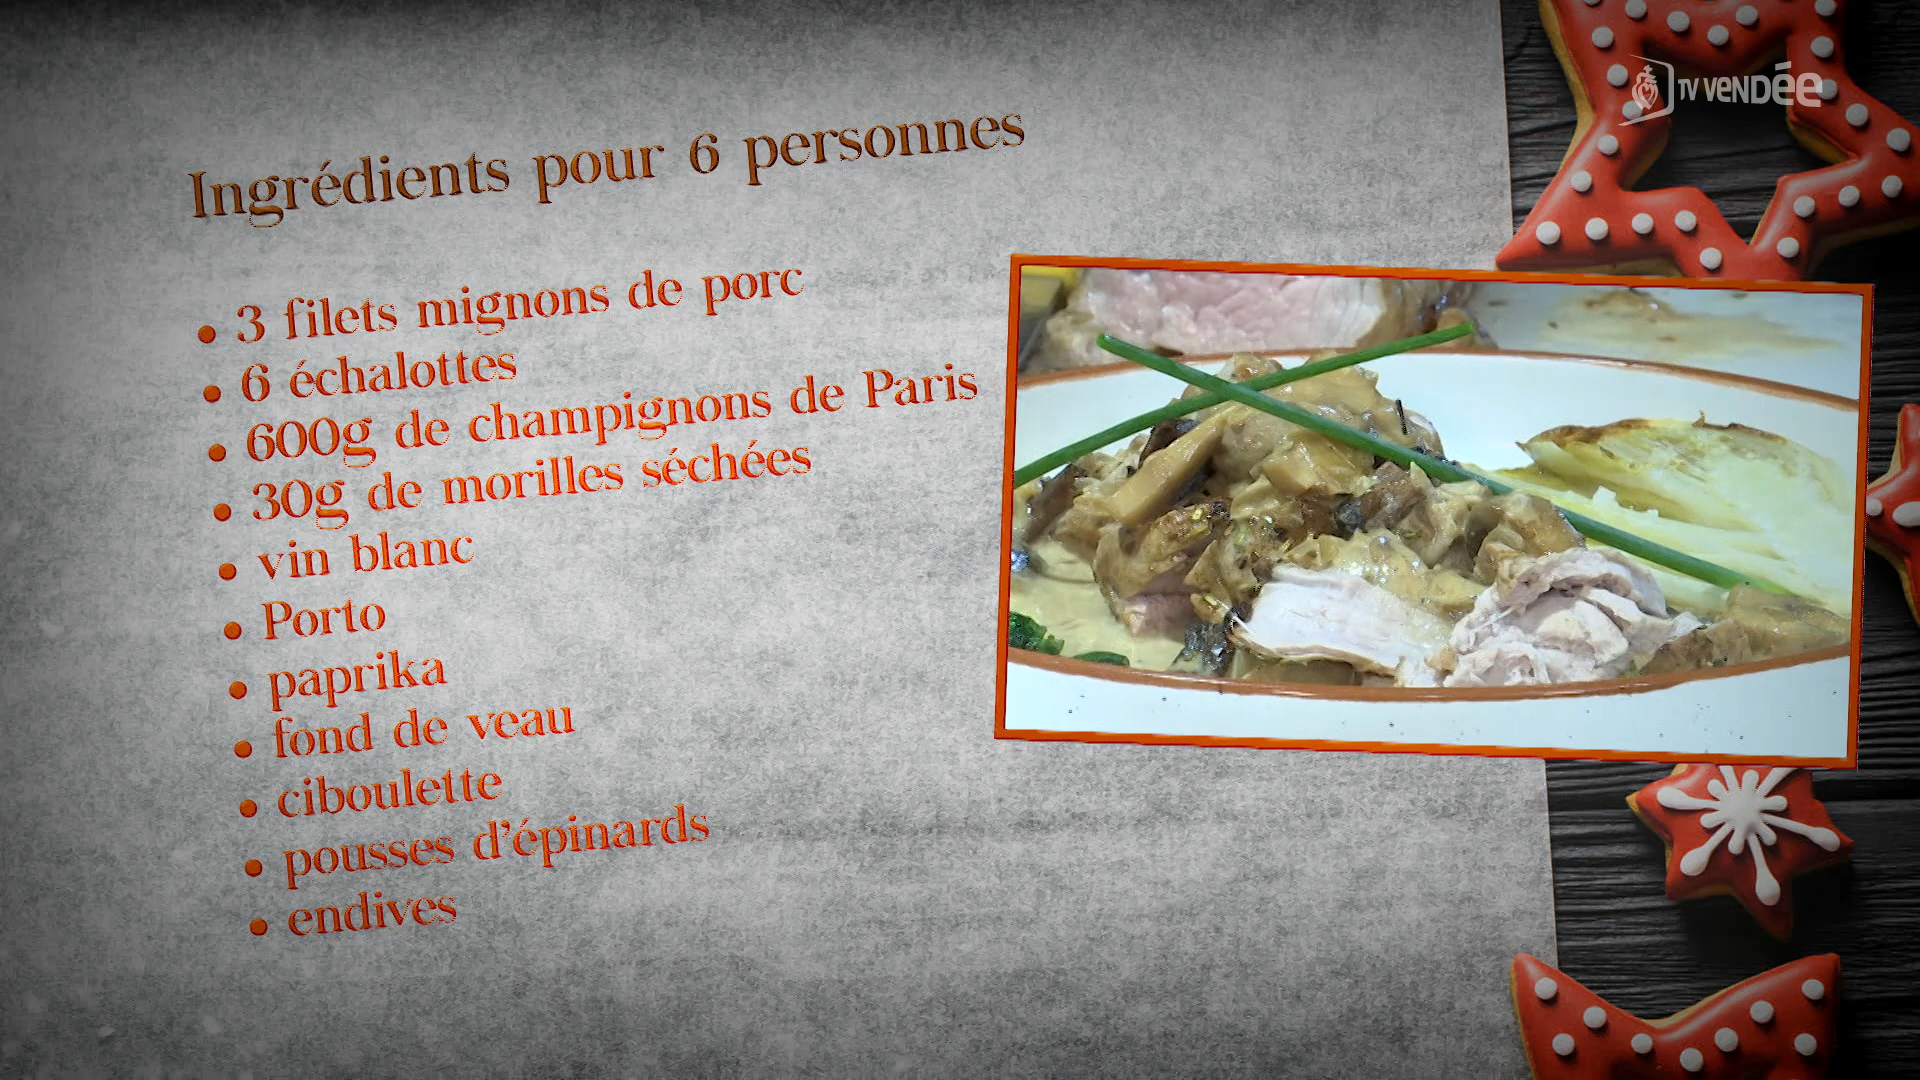 TV VENDÉE
Ingrédients pour 6 personnes
• 3 filets mignons de porc
• 6 échalottes
• 600g de champignons de Paris
• 30g de morilles séchées
• vin blanc
• Porto
• paprika
• fond de veau
• ciboulette
• pousses d'épinards
• endives